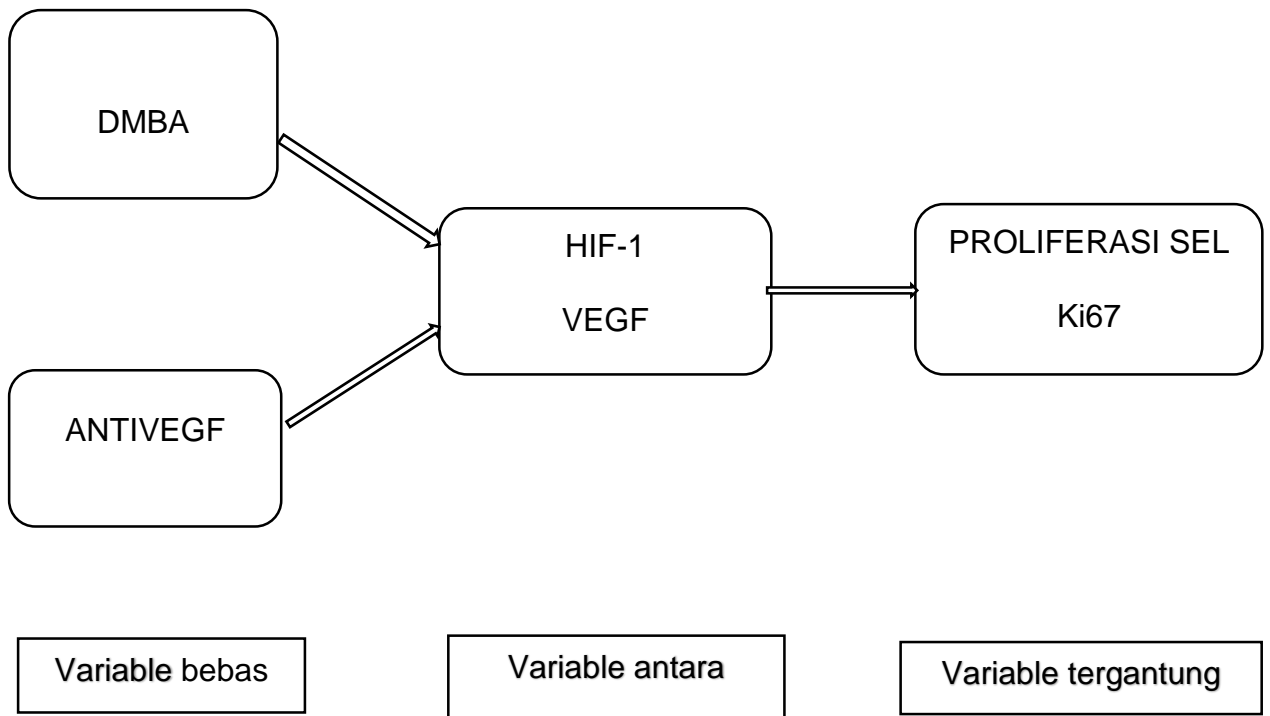 DMBA
HIF-1
VEGF
PROLIFERASI SEL
Ki67
ANTIVEGF
Variable bebas
Variable antara
Variable tergantung